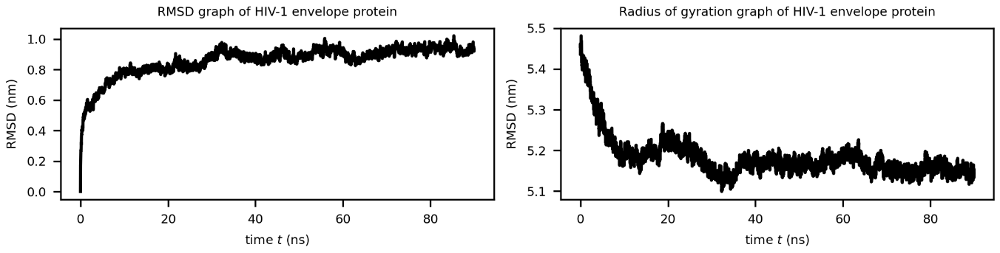 RMSD graph of HIV-1 envelope protein
RMSD (nm)
1.0
0.8
0.6
0.4
0.2
0.0
0 20 40 60 80
time t (ns)
Radius of gyration graph of HIV-1 envelope protein
RMSD (nm)
5.5
5.4
5.3
5.2
5.1
0 20 40 60 80
time t (ns)